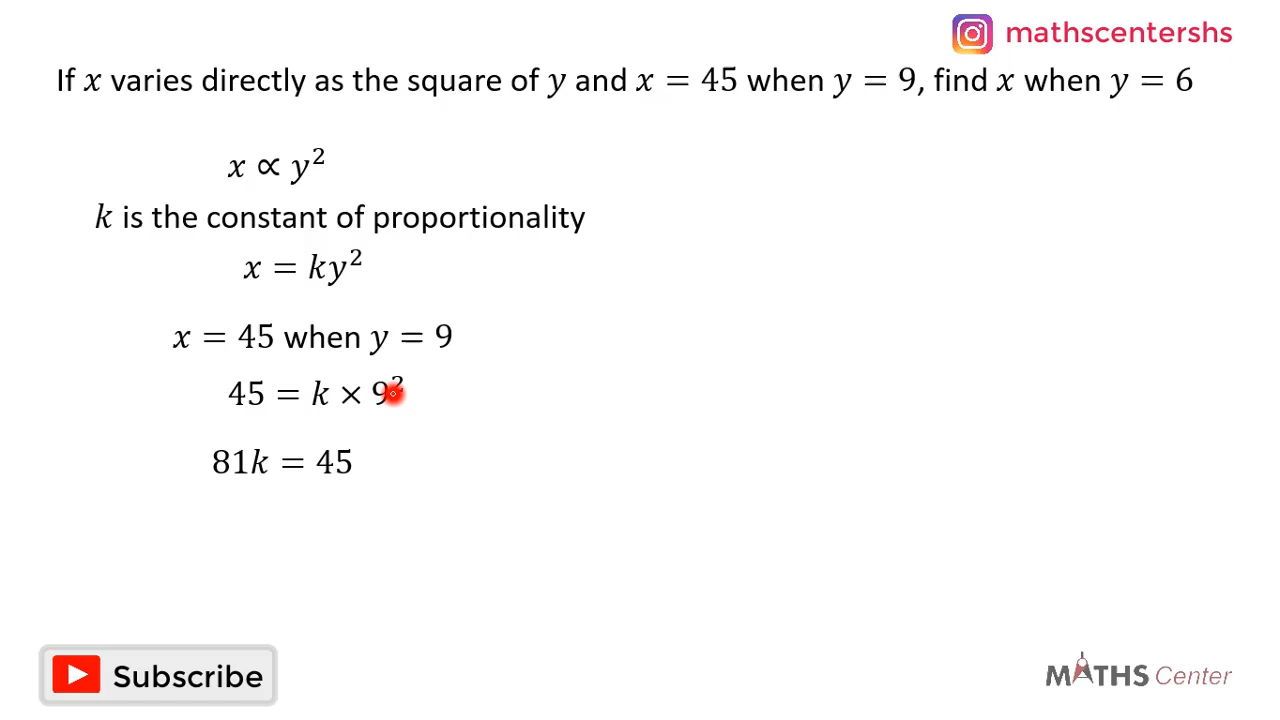 mathscentershs
If x varies directly as the square of y and x = 45 when y = 9, find x when y = 6
x ∝ y²
k is the constant of proportionality
x = ky²
x = 45 when y = 9
45 = k × 9²
81k = 45
Subscribe
MATHS Center